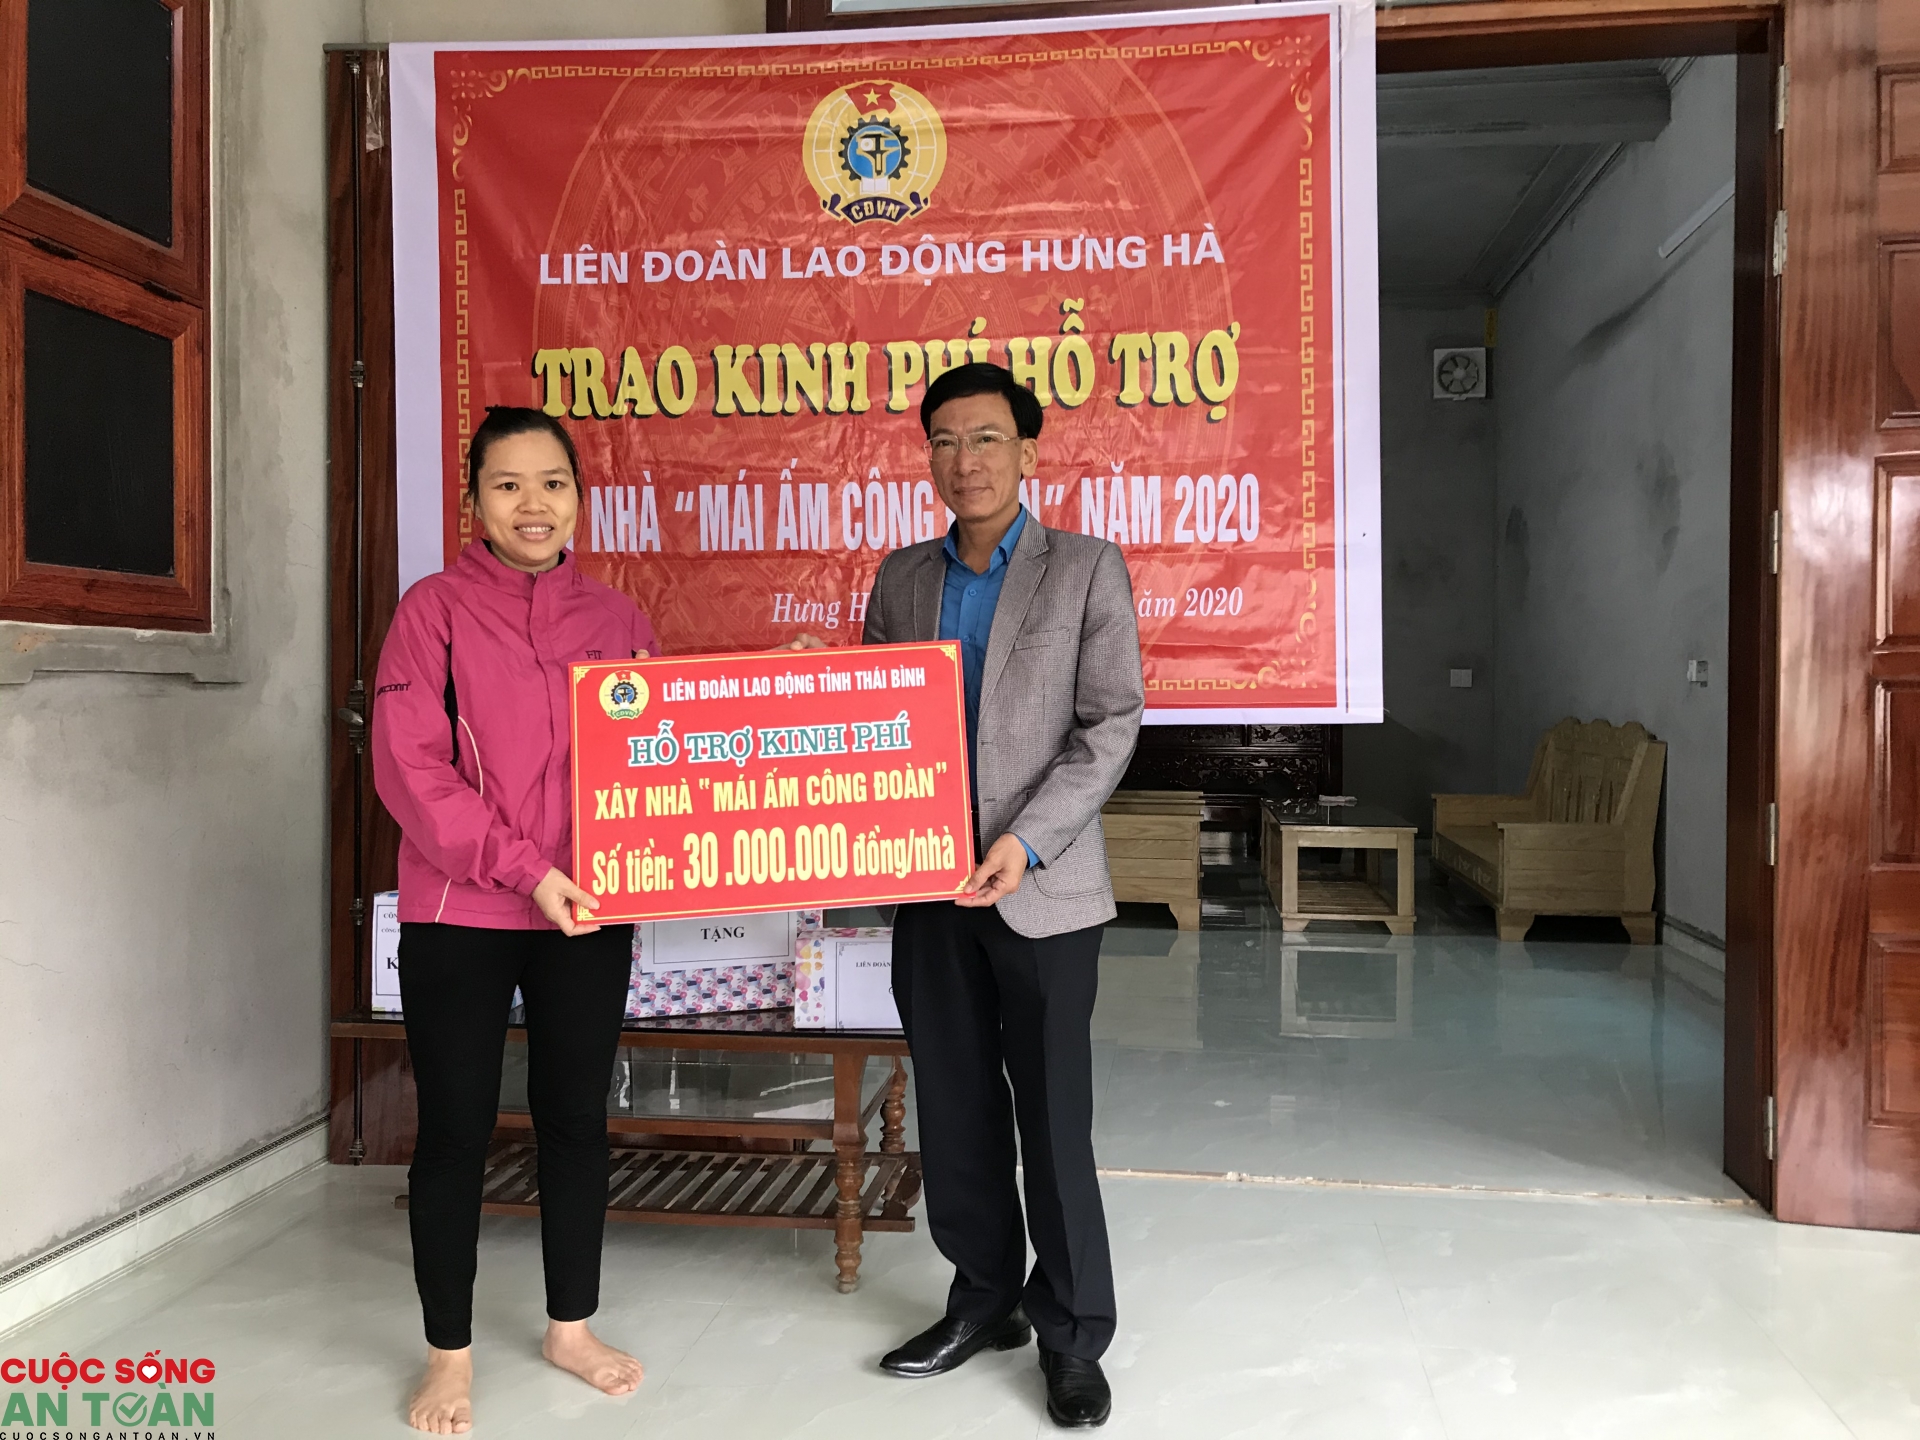 CĐVN
LIÊN ĐOÀN LAO ĐỘNG HƯNG HÀ
TRAO KINH PHÍ HỖ TRỢ
NHÀ "MÁI ẤM CÔNG" NĂM 2020
Hưng 2020
CĐVN
LIÊN ĐOÀN LAO ĐỘNG TỈNH THÁI BÌNH
HỖ TRỢ KINH PHÍ
XÂY NHÀ "MÁI ẤM CÔNG ĐOÀN"
Số tiền: 30.000.000 đồng/nhà
TẶNG
LIÊN ĐOÀN
CUỘC SỐNG
AN TOÀN
CUOCSONGANTOAN.VN